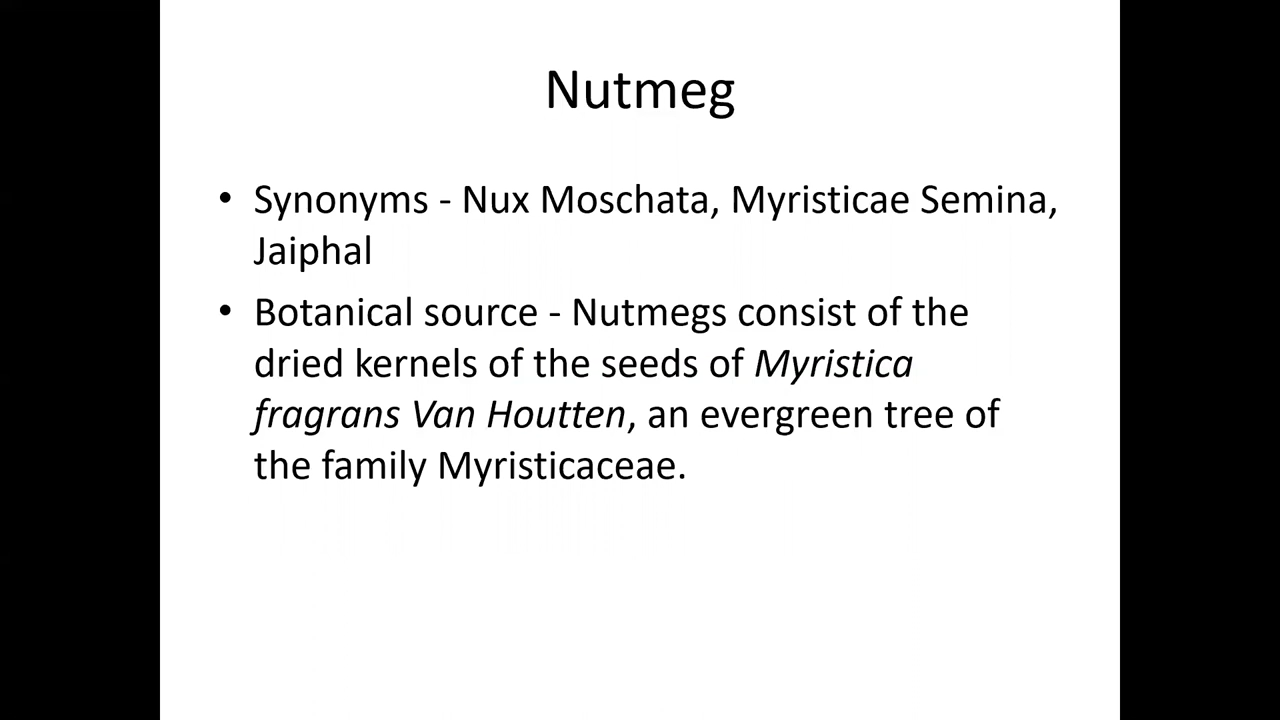 Nutmeg
• Synonyms - Nux Moschata, Myristicae Semina,
Jaiphal
• Botanical source - Nutmegs consist of the
dried kernels of the seeds of Myristica
fragrans Van Houtten, an evergreen tree of
the family Myristicaceae.